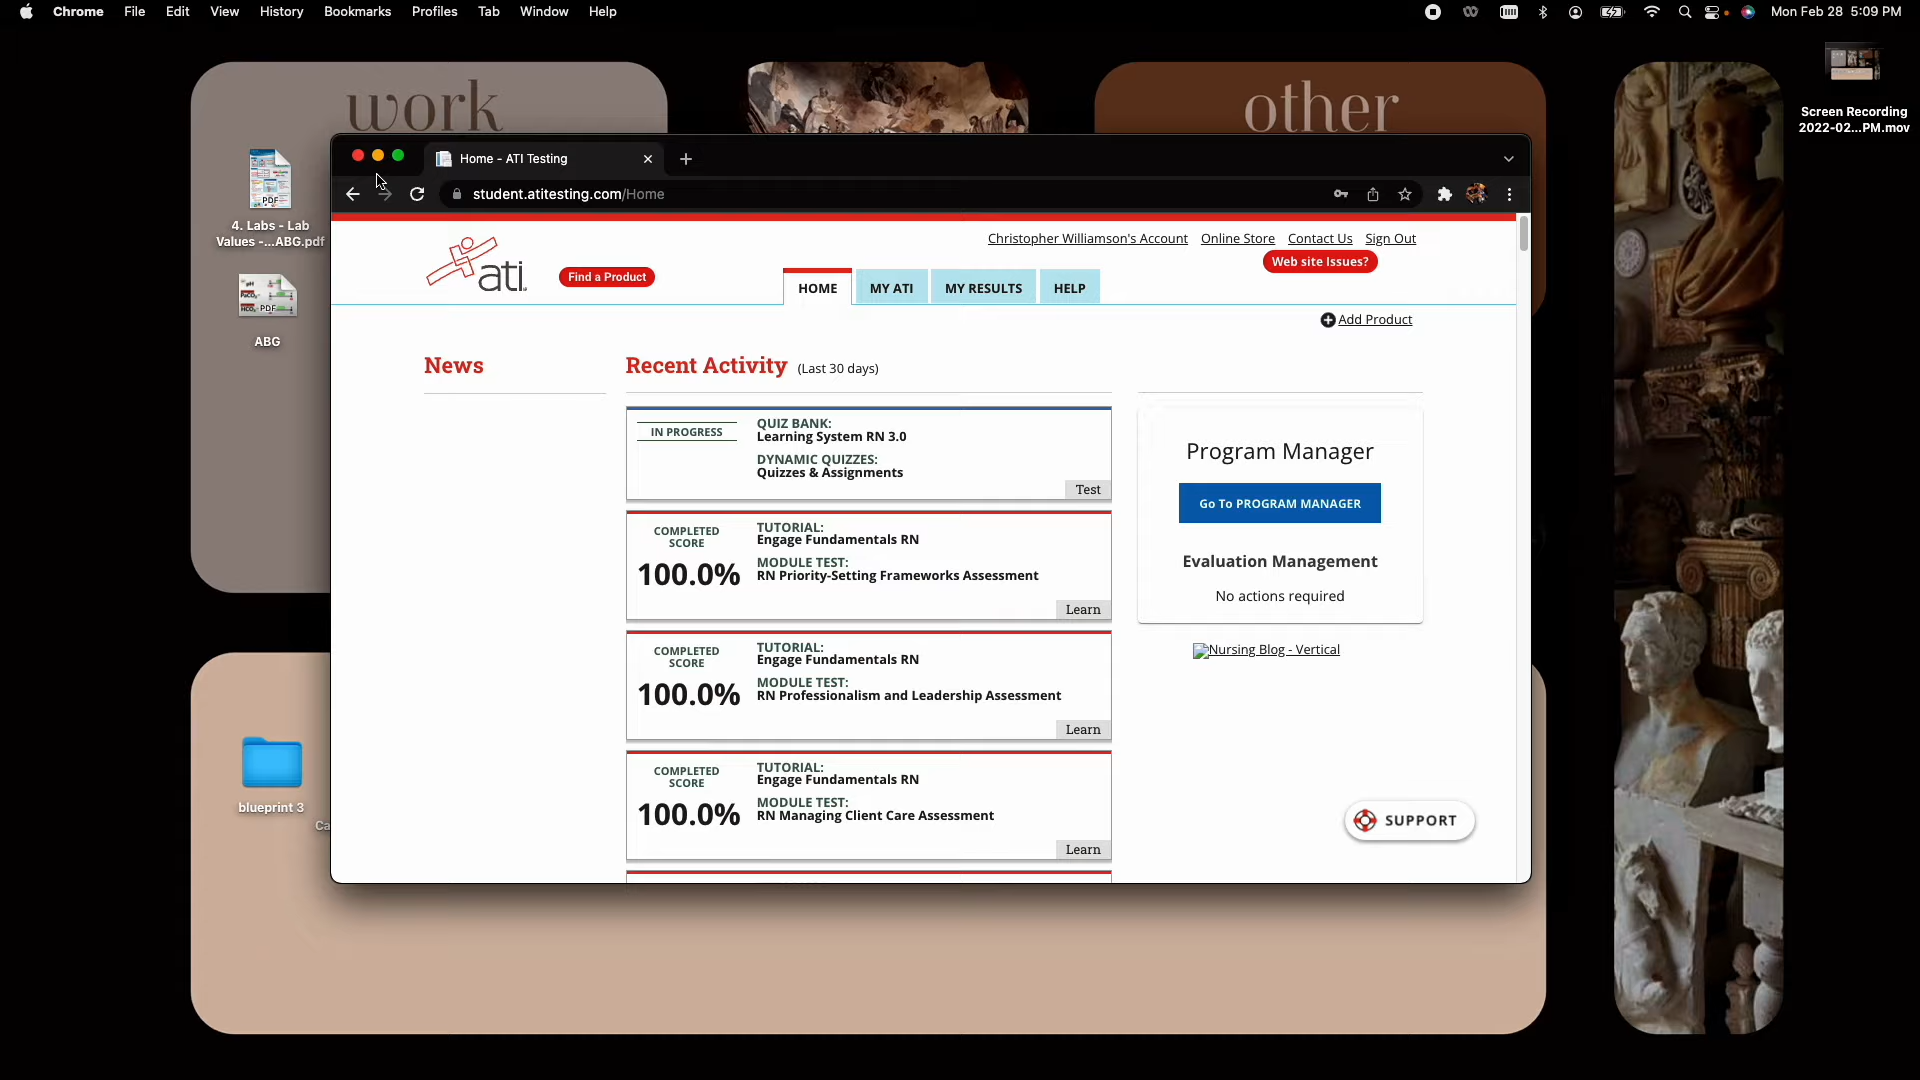 Chrome File Edit View History Bookmarks Profiles Tab Window Help
Mon Feb 28 5:09 PM
work
other
Screen Recording
2022-02...PM.mov
PDF
4. Labs - Lab
Values -...ABG.pdf
pH
PaCO₂
HCO₃
PDF
ABG
blueprint 3
Ca
Home - ATI Testing
student.atitesting.com/Home
Christopher Williamson's Account Online Store Contact Us Sign Out
Web site Issues?
ati
Find a Product
HOME MY ATI MY RESULTS HELP
Add Product
News
Recent Activity (Last 30 days)
IN PROGRESS
QUIZ BANK:
Learning System RN 3.0
DYNAMIC QUIZZES:
Quizzes & Assignments
Test
COMPLETED
SCORE
100.0%
TUTORIAL:
Engage Fundamentals RN
MODULE TEST:
RN Priority-Setting Frameworks Assessment
Learn
COMPLETED
SCORE
100.0%
TUTORIAL:
Engage Fundamentals RN
MODULE TEST:
RN Professionalism and Leadership Assessment
Learn
COMPLETED
SCORE
100.0%
TUTORIAL:
Engage Fundamentals RN
MODULE TEST:
RN Managing Client Care Assessment
Learn
Program Manager
Go To PROGRAM MANAGER
Evaluation Management
No actions required
Nursing Blog - Vertical
SUPPORT